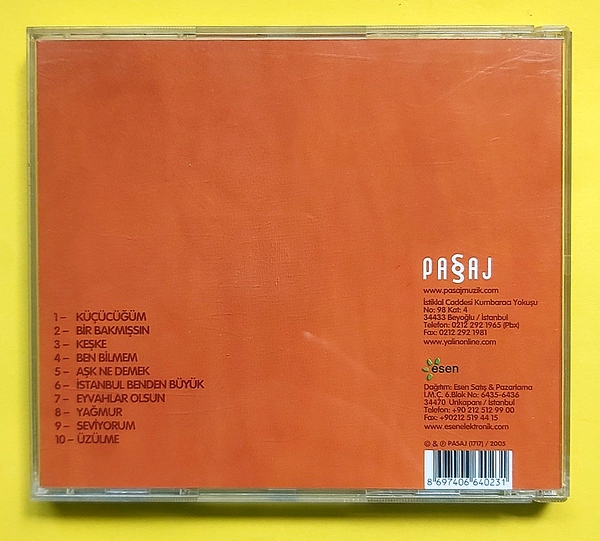 1 – KÜÇÜCÜĞÜM
2 – BİR BAKMIŞSIN
3 – KEŞKE
4 – BEN BİLMEM
5 – AŞK NE DEMEK
6 – İSTANBUL BENDEN BÜYÜK
7 – EYVAHLAR OLSUN
8 – YAĞMUR
9 – SEVİYORUM
10 – ÜZÜLME
PASAJ
www.pasajmuzik.com
İstiklal Caddesi Kumbaracı Yokuşu
No: 98 Kat: 4
34433 Beyoğlu / İstanbul
Telefon: 0212 292 1965 (Pbx)
Fax: 0212 292 1981
www.yalinonline.com
esen
Dağıtım: Esen Satış & Pazarlama
İ.M.Ç. 6.Blok No: 6435-6436
34470 Unkapanı / İstanbul
Telefon: +90 212 512 99 00
Fax: +90212 519 44 15
www.esenelektronik.com
© & ℗ PASAJ (1717) / 2005
8 697406 640231